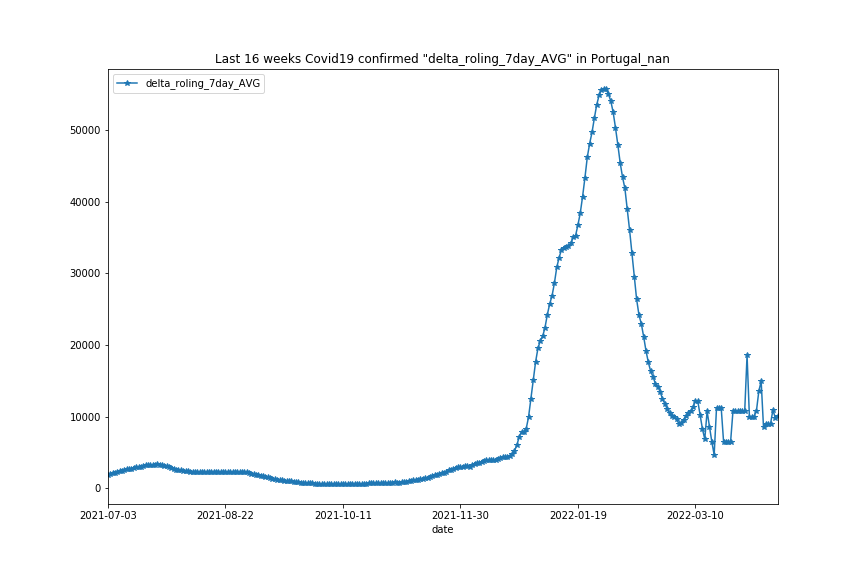 Last 16 weeks Covid19 confirmed "delta_roling_7day_AVG" in Portugal_nan
delta_roling_7day_AVG
50000
40000
30000
20000
10000
0
2021-07-03 2021-08-22 2021-10-11 2021-11-30 2022-01-19 2022-03-10
date